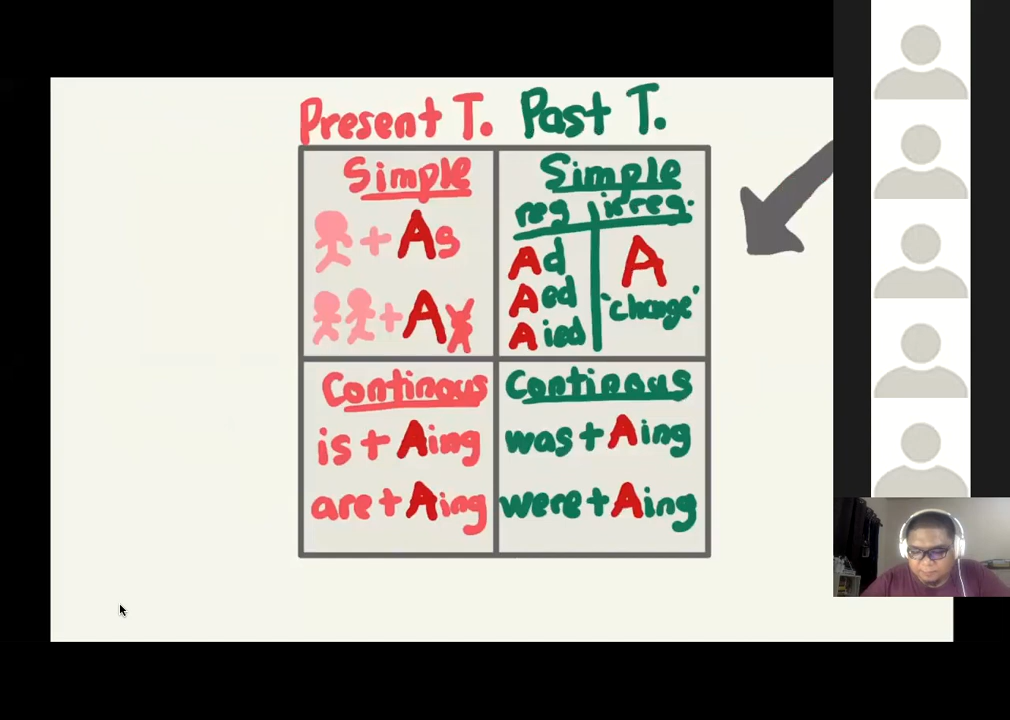 Present T. Past T.
Simple
+ As
+ A
Continous
is + Aing
are + Aing
Simple
reg irreg.
Ad
Aed
Aied
A
"change"
Continous
was + Aing
were + Aing